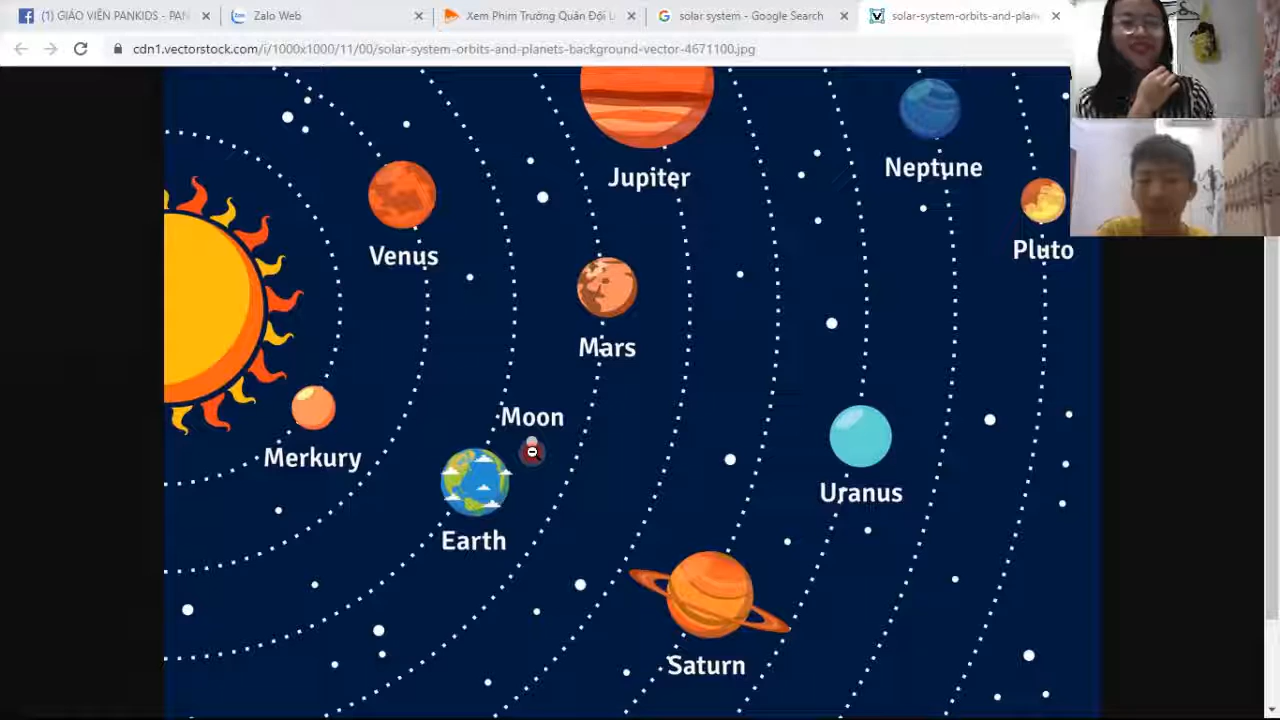 (1) GIÁO VIÊN PANKIDS - PAN
Zalo Web
Xem Phim Trường Quân Đội L
solar system - Google Search
solar-system-orbits-and-plan
cdn1.vectorstock.com/i/1000x1000/11/00/solar-system-orbits-and-planets-background-vector-4671100.jpg
Jupiter
Neptune
Venus
Pluto
Mars
Moon
Merkury
Uranus
Earth
Saturn